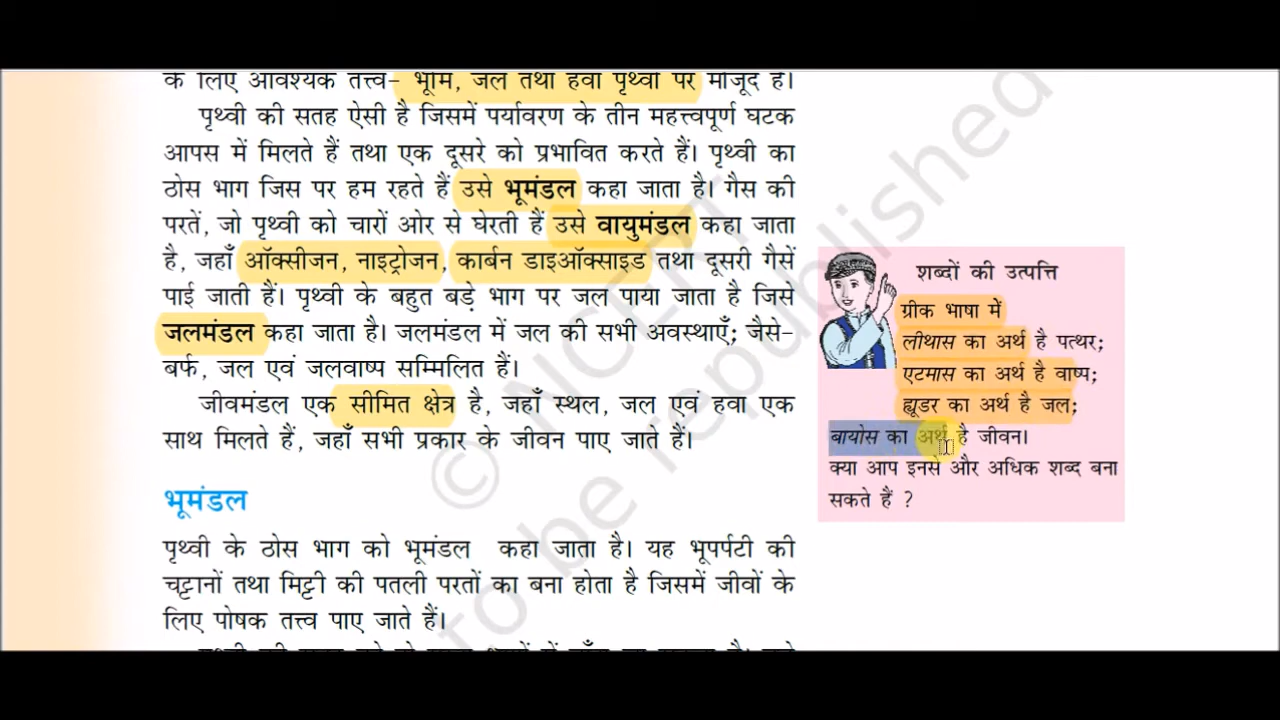 के लिए आवश्यक तत्त्व– भूमि, जल तथा हवा पृथ्वी पर मौजूद हैं।
पृथ्वी की सतह ऐसी है जिसमें पर्यावरण के तीन महत्त्वपूर्ण घटक
आपस में मिलते हैं तथा एक दूसरे को प्रभावित करते हैं। पृथ्वी का
ठोस भाग जिस पर हम रहते हैं उसे भूमंडल कहा जाता है। गैस की
परतें, जो पृथ्वी को चारों ओर से घेरती हैं उसे वायुमंडल कहा जाता
है, जहाँ ऑक्सीजन, नाइट्रोजन, कार्बन डाइऑक्साइड तथा दूसरी गैसें
पाई जाती हैं। पृथ्वी के बहुत बड़े भाग पर जल पाया जाता है जिसे
जलमंडल कहा जाता है। जलमंडल में जल की सभी अवस्थाएँ; जैसे–
बर्फ, जल एवं जलवाष्प सम्मिलित हैं।
जीवमंडल एक सीमित क्षेत्र है, जहाँ स्थल, जल एवं हवा एक
साथ मिलते हैं, जहाँ सभी प्रकार के जीवन पाए जाते हैं।
भूमंडल
पृथ्वी के ठोस भाग को भूमंडल कहा जाता है। यह भूपर्पटी की
चट्टानों तथा मिट्टी की पतली परतों का बना होता है जिसमें जीवों के
लिए पोषक तत्त्व पाए जाते हैं।
शब्दों की उत्पत्ति
ग्रीक भाषा में
लीथास का अर्थ है पत्थर;
एटमास का अर्थ है वाष्प;
ह्यूडर का अर्थ है जल;
बायोस का अर्थ है जीवन।
क्या आप इनसे और अधिक शब्द बना
सकते हैं ?
© NCERT
to be republished